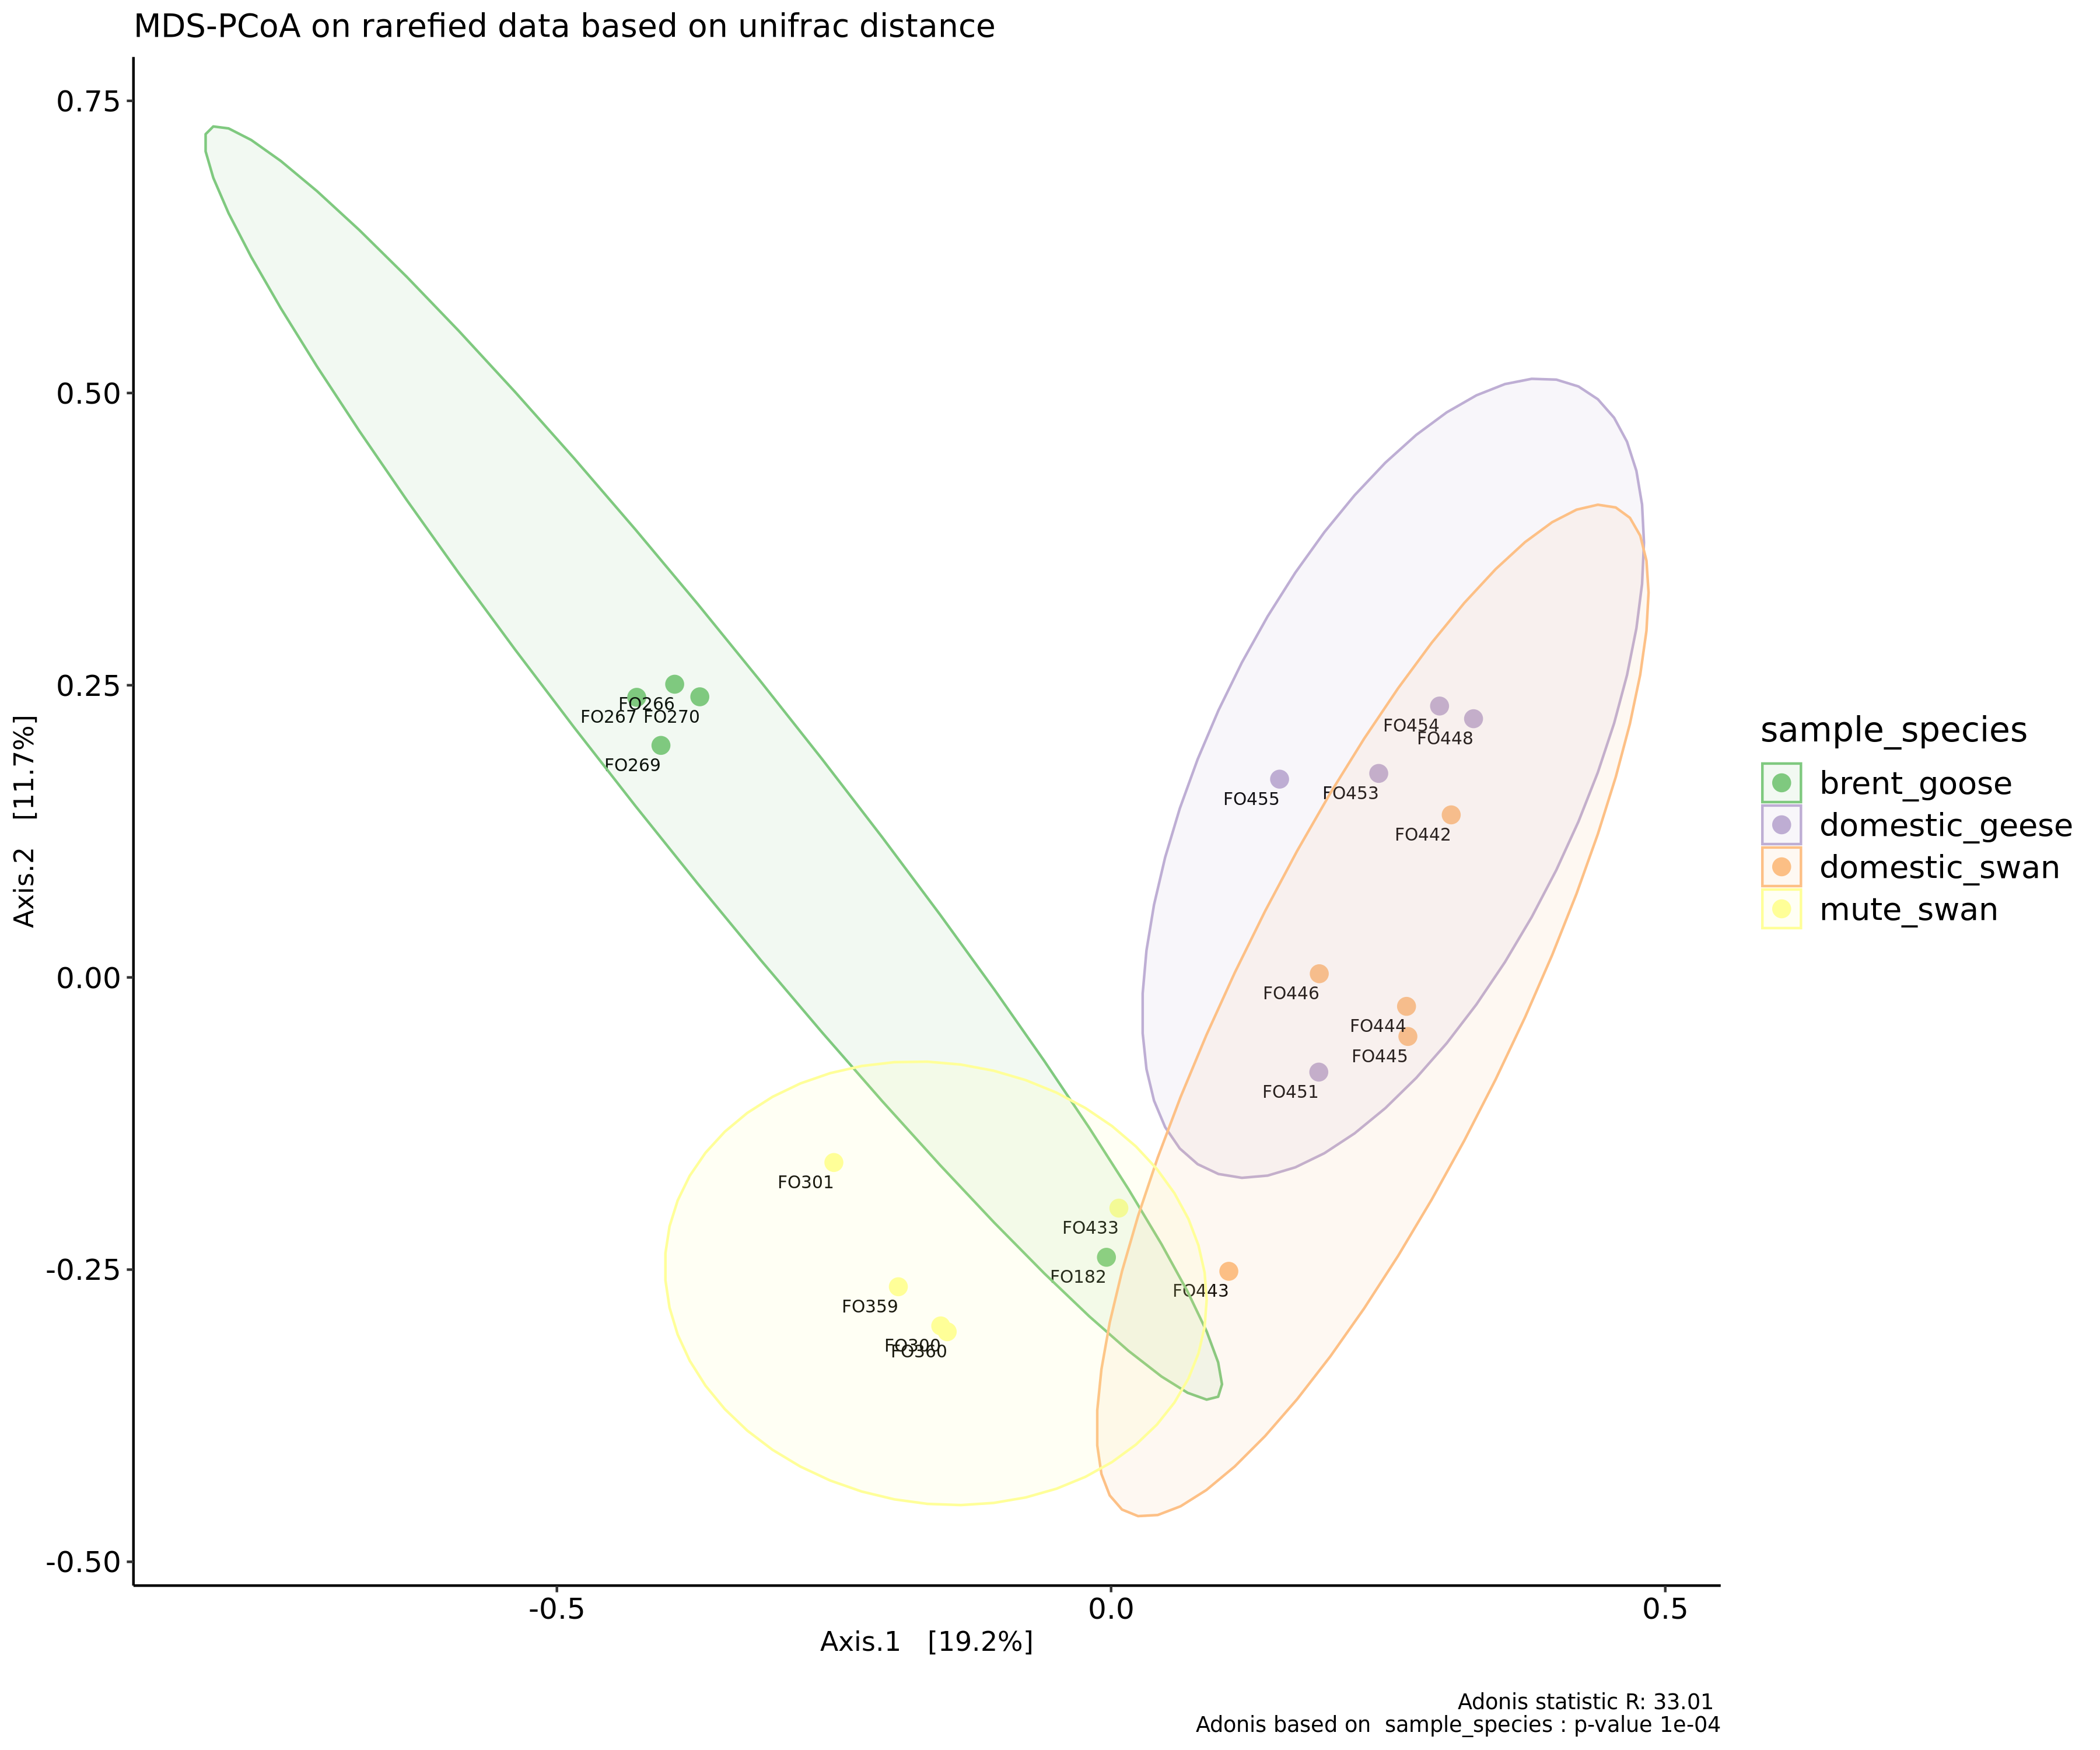 MDS-PCoA on rarefied data based on unifrac distance
0.75
0.50
0.25
0.00
-0.25
-0.50
Axis.2 [11.7%]
FO266
FO267 FO270
FO269
FO454
FO448
FO455
FO453
FO442
FO446
FO444
FO445
FO451
FO301
FO433
FO182
FO443
FO359
FO300
FO360
sample_species
brent_goose
domestic_geese
domestic_swan
mute_swan
-0.5 0.0 0.5
Axis.1 [19.2%]
Adonis statistic R: 33.01
Adonis based on sample_species : p-value 1e-04